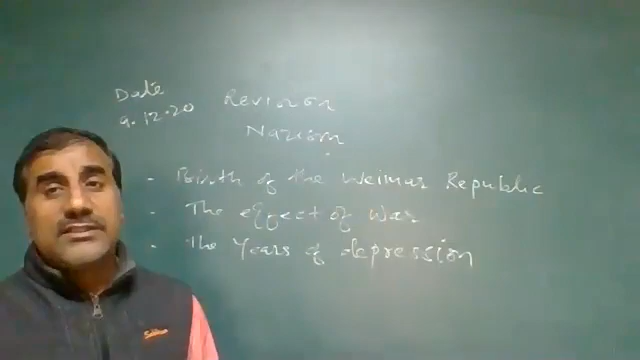 Date
9.12.20
Revision
Nazism
- Birth of the Weimar Republic
- The effect of War
- The Years of depression